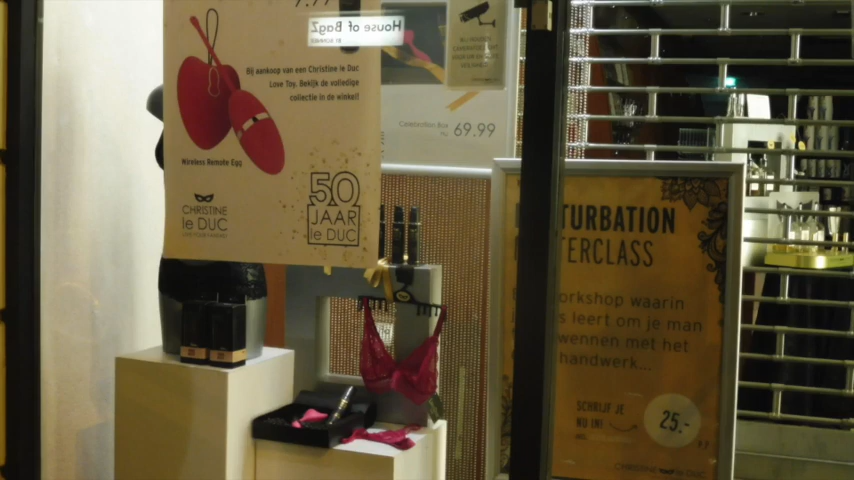 House of BagZ
Bij aankoop van een Christine le Duc
Love Toy. Bekijk de volledige
collectie in de winkel!
Wireless Remote Egg
CHRISTINE
le DUC
50
JAAR
le DUC
Celebration Box
69.99
TURBATION
TERCLASS
orkshop waarin
s leert om je man
wennen met het
handwerk...
SCHRIJF JE
NU IN!
25.-
CHRISTINE le DUC